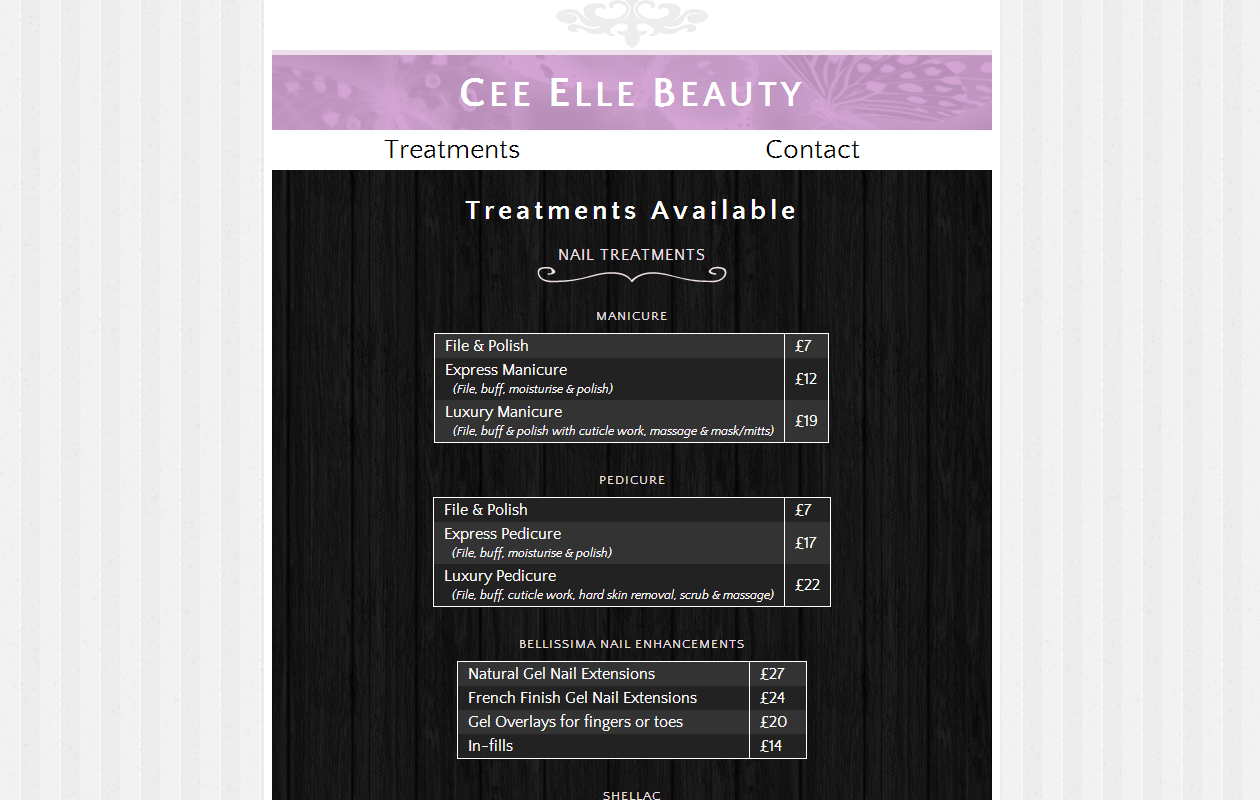 Cee Elle Beauty
Treatments Contact
Treatments Available
NAIL TREATMENTS
MANICURE
File & Polish £7
Express Manicure
(File, buff, moisturise & polish) £12
Luxury Manicure
(File, buff & polish with cuticle work, massage & mask/mitts) £19
PEDICURE
File & Polish £7
Express Pedicure
(File, buff, moisturise & polish) £17
Luxury Pedicure
(File, buff, cuticle work, hard skin removal, scrub & massage) £22
BELLISSIMA NAIL ENHANCEMENTS
Natural Gel Nail Extensions £27
French Finish Gel Nail Extensions £24
Gel Overlays for fingers or toes £20
In-fills £14
SHELLAC